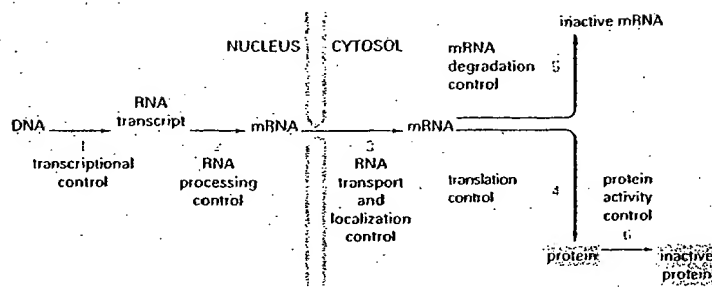 inactive mRNA
NUCLEUS
CYTOSOL
mRNA
degradation
control
5
DNA
RNA
transcript
mRNA
mRNA
1
transcriptional
control
2
RNA
processing
control
3
RNA
transport
and
localization
control
translation
control
4
protein
activity
control
6
protein
inactive
protein